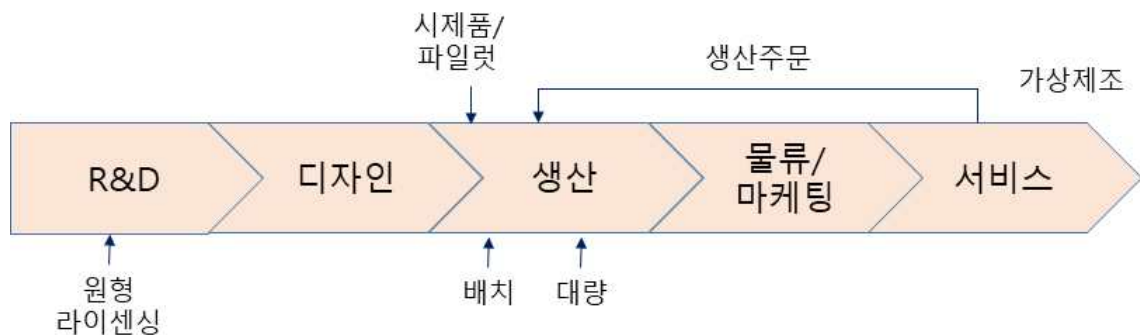 시제품/
파일럿
생산주문
가상제조
R&D
디자인
생산
물류/
마케팅
서비스
원형
라이센싱
배치
대량